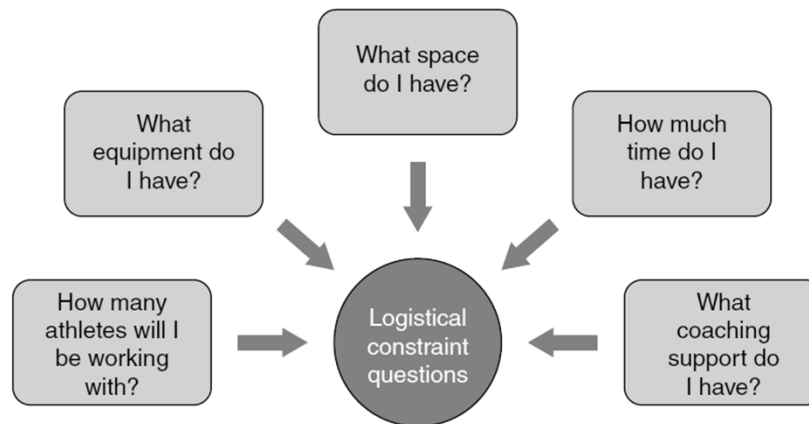 What space
do I have?
What
equipment do
I have?
How much
time do I
have?
How many
athletes will I
be working
with?
Logistical
constraint
questions
What
coaching
support do
I have?